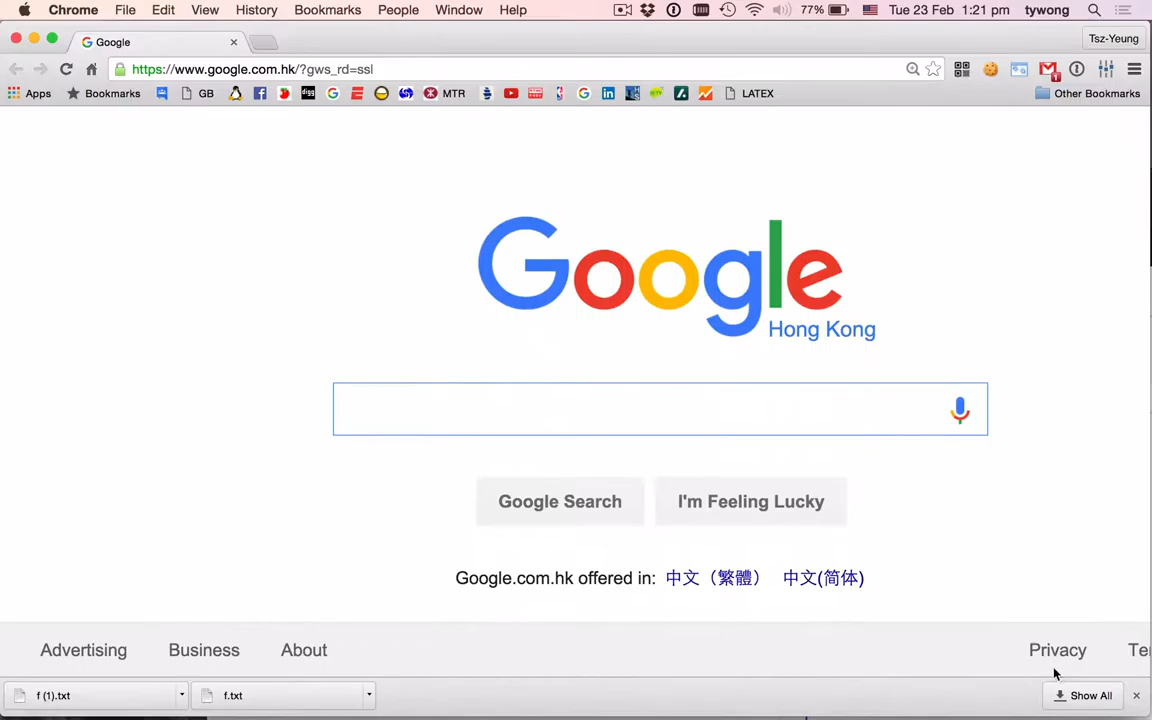 Chrome File Edit View History Bookmarks People Window Help 77% Tue 23 Feb 1:21 pm tywong
Google Tsz-Yeung
https://www.google.com.hk/?gws_rd=ssl
Apps Bookmarks GB MTR LATEX Other Bookmarks
Google
Hong Kong
Google Search I'm Feeling Lucky
Google.com.hk offered in: 中文（繁體） 中文(简体)
Advertising Business About Privacy Te
f (1).txt f.txt Show All